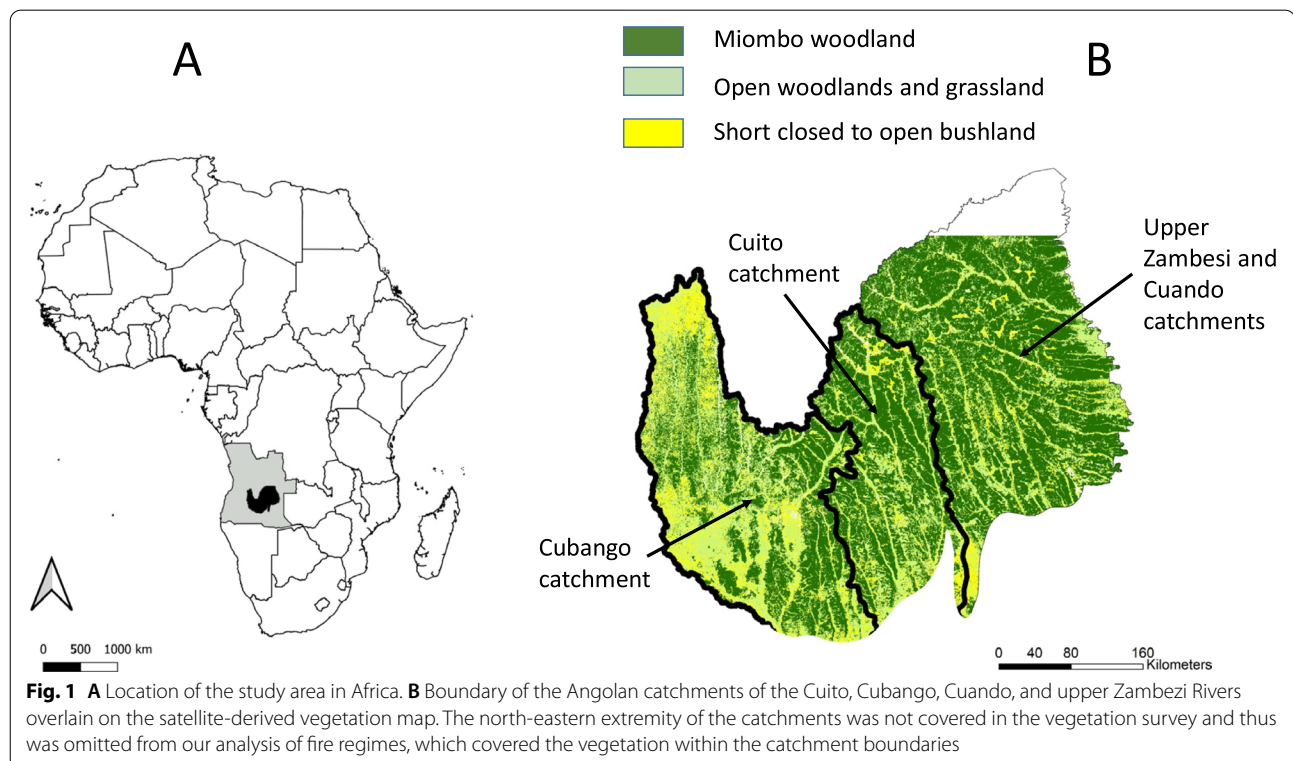 A
B
Miombo woodland
Open woodlands and grassland
Short closed to open bushland
Cuito
catchment
Upper
Zambesi and
Cuando
catchments
Cubango
catchment
0 500 1000 km
0 40 80 160
Kilometers
Fig. 1 A Location of the study area in Africa. B Boundary of the Angolan catchments of the Cuito, Cubango, Cuando, and upper Zambezi Rivers
overlain on the satellite-derived vegetation map. The north-eastern extremity of the catchments was not covered in the vegetation survey and thus
was omitted from our analysis of fire regimes, which covered the vegetation within the catchment boundaries